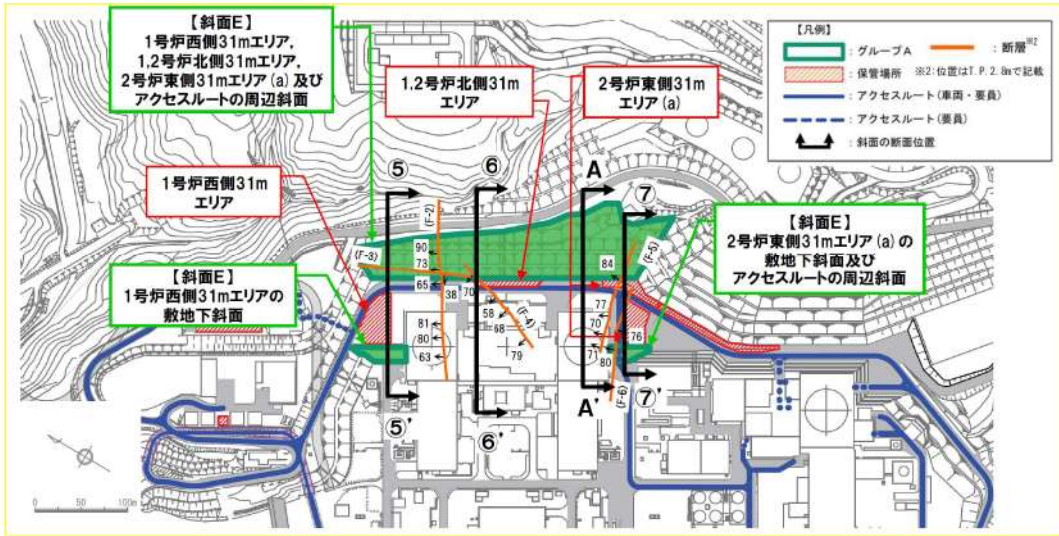 【斜面E】
1号炉西側31mエリア,
1,2号炉北側31mエリア,
2号炉東側31mエリア(a)及び
アクセスルートの周辺斜面
1,2号炉北側31m
エリア
2号炉東側31m
エリア(a)
【凡例】
:グループA
:断層※2
:保管場所
※2:位置はT.P.2.8mで記載
:アクセスルート(車両・要員)
:アクセスルート(要員)
:斜面の断面位置
1号炉西側31m
エリア
【斜面E】
1号炉西側31mエリアの
敷地下斜面
【斜面E】
2号炉東側31mエリア(a)の
敷地下斜面及び
アクセスルートの周辺斜面
⑤
⑥
A
⑦
(F-2)
(F-3)
(F-5)
90
73
84
65
38
70
77
58
(F-4)
68
70
76
81
80
63
79
71
80
(F-6)
⑤'
⑥'
A'
⑦'
0
50
100m